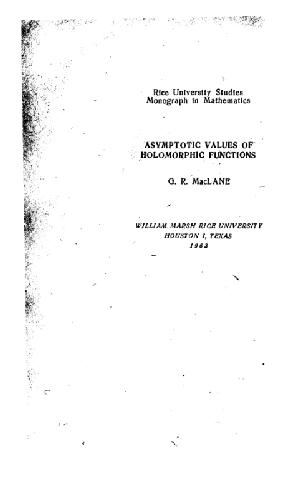 Rice University Studies
Monograph in Mathematics
ASYMPTOTIC VALUES OF
HOLOMORPHIC FUNCTIONS
G. R. MacLANE
WILLIAM MARSH RICE UNIVERSITY
HOUSTON 1, TEXAS
1963